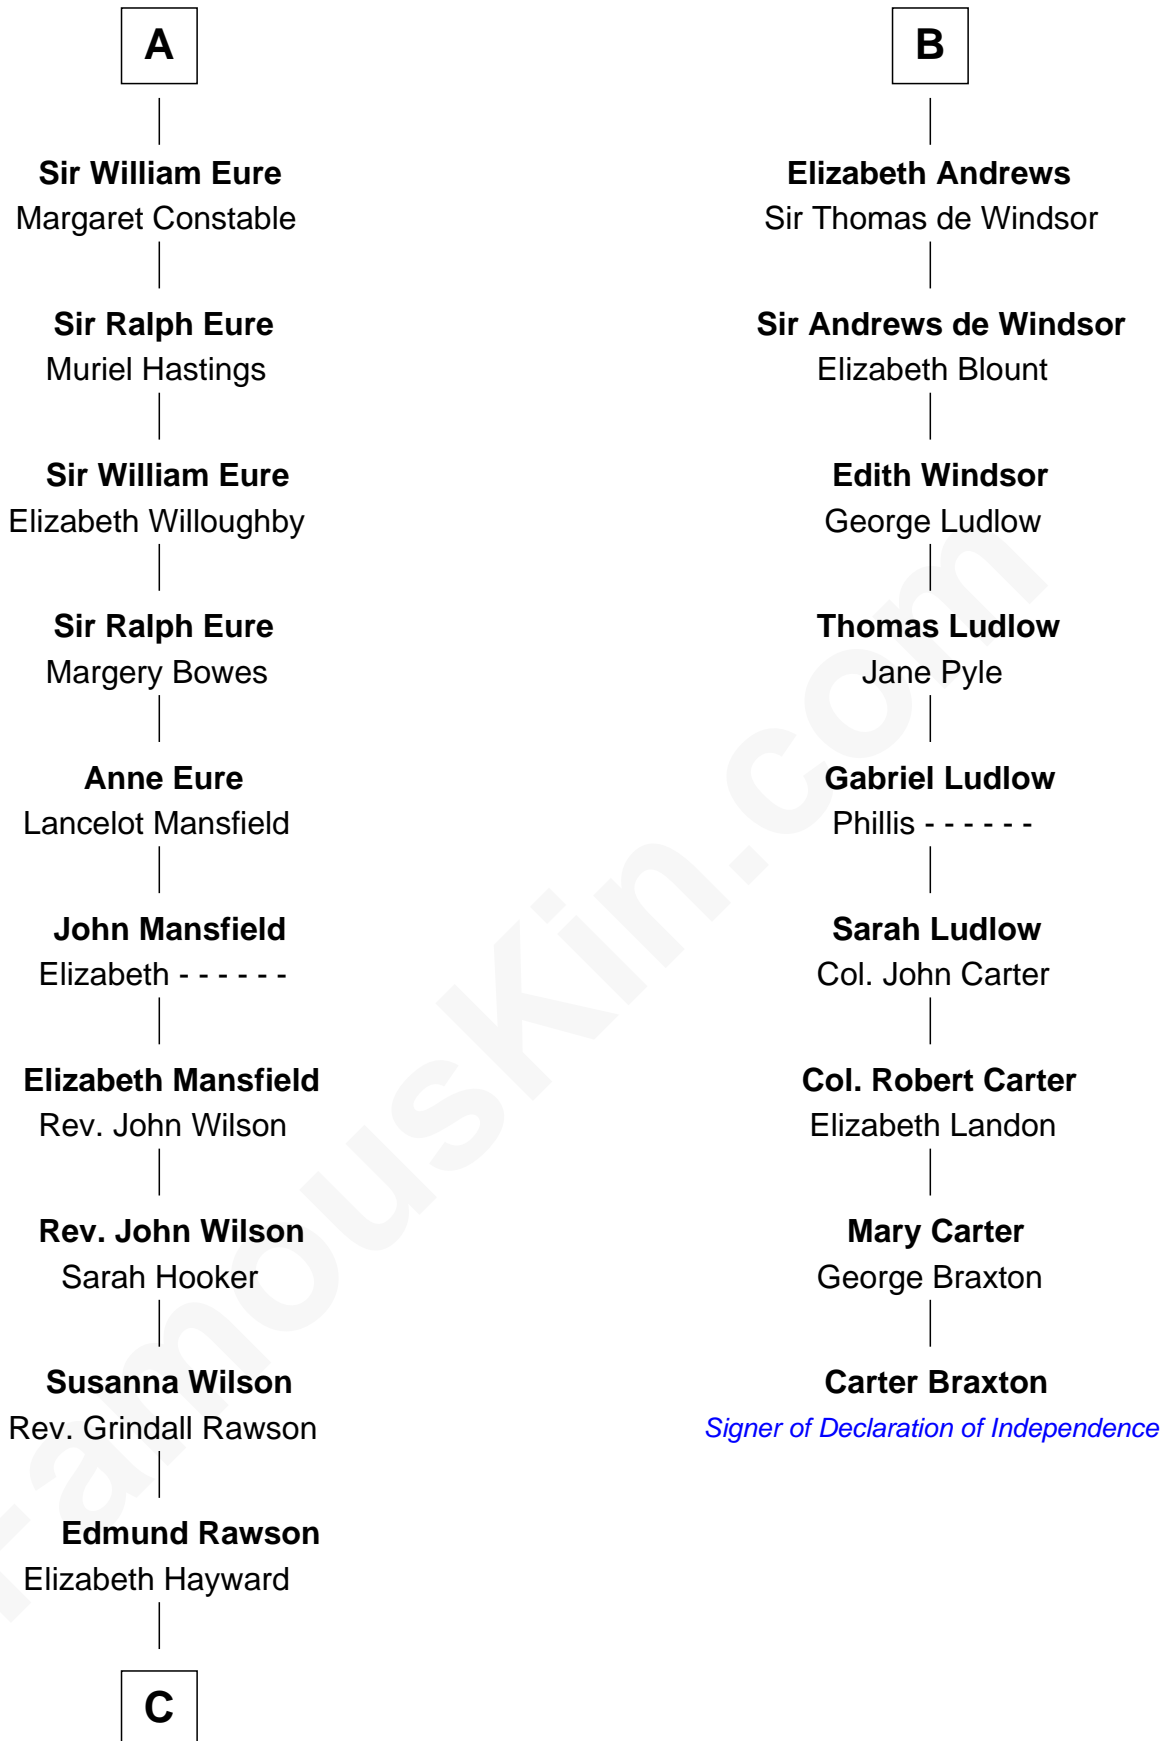 A
Sir William Eure
Margaret Constable
Sir Ralph Eure
Muriel Hastings
Sir William Eure
Elizabeth Willoughby
Sir Ralph Eure
Margery Bowes
Anne Eure
Lancelot Mansfield
John Mansfield
Elizabeth - - - - - -
Elizabeth Mansfield
Rev. John Wilson
Rev. John Wilson
Sarah Hooker
Susanna Wilson
Rev. Grindall Rawson
Edmund Rawson
Elizabeth Hayward
C
B
Elizabeth Andrews
Sir Thomas de Windsor
Sir Andrews de Windsor
Elizabeth Blount
Edith Windsor
George Ludlow
Thomas Ludlow
Jane Pyle
Gabriel Ludlow
Phillis - - - - - -
Sarah Ludlow
Col. John Carter
Col. Robert Carter
Elizabeth Landon
Mary Carter
George Braxton
Carter Braxton
Signer of Declaration of Independence
FamousKin.com